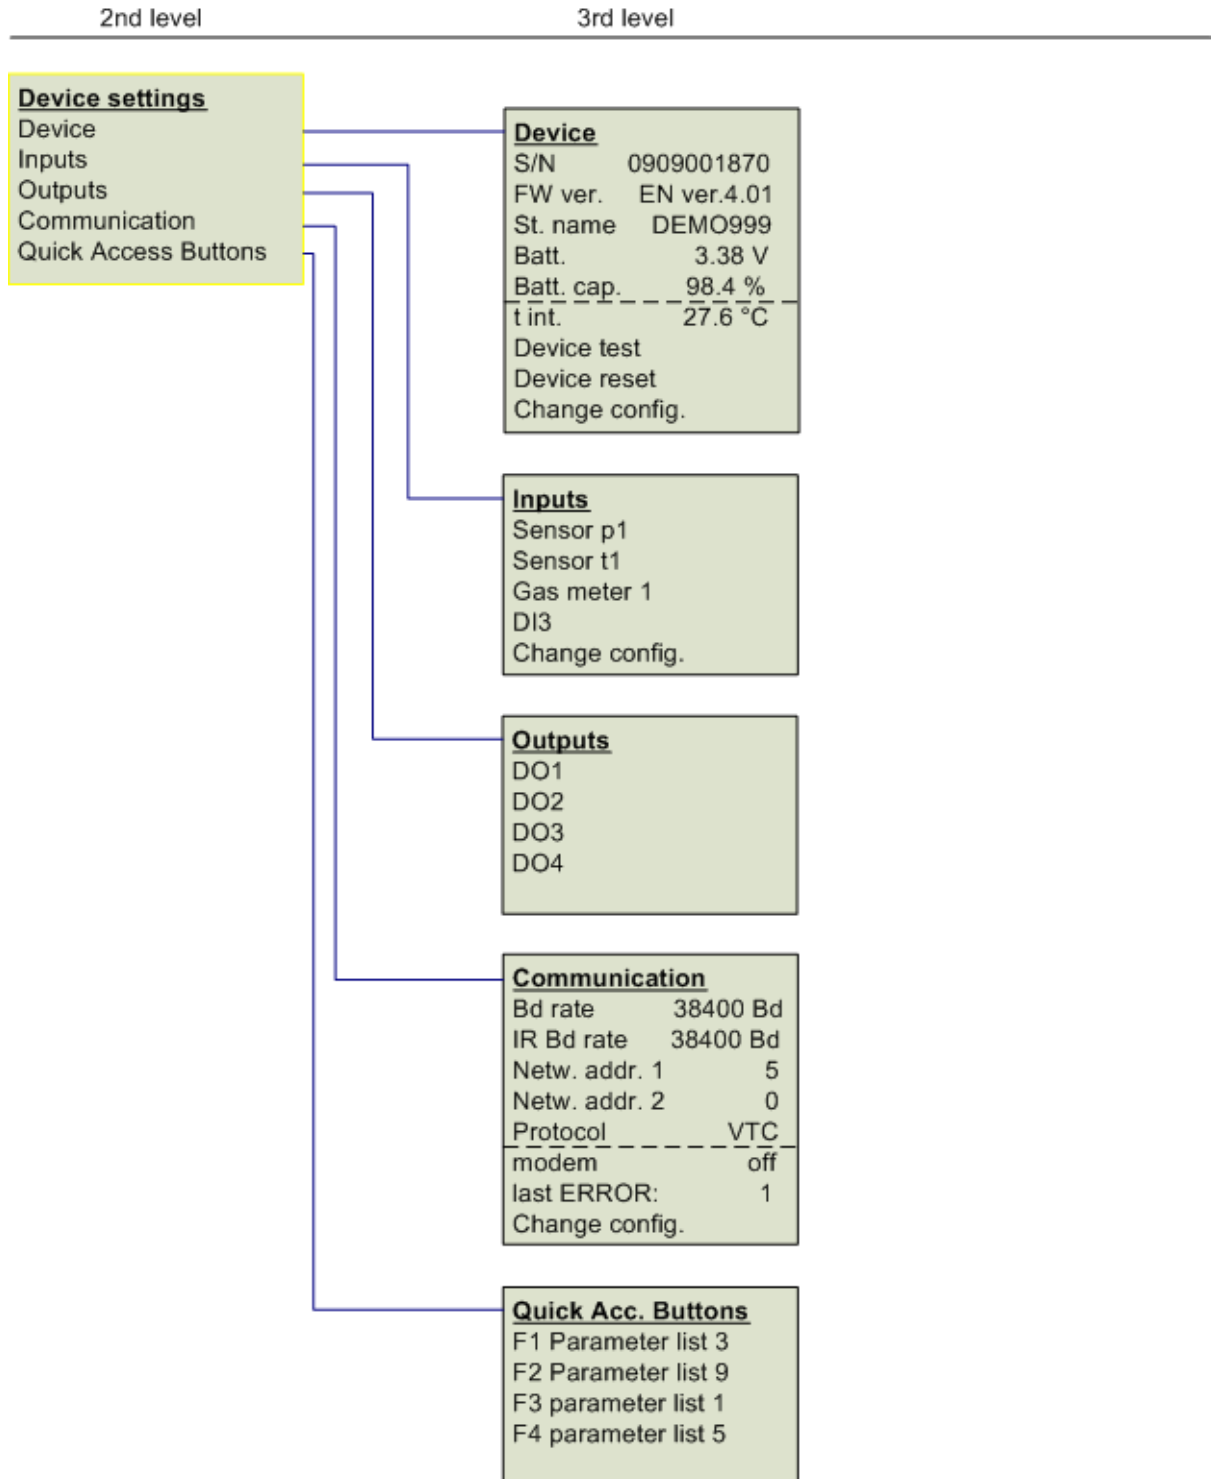 2nd level 3rd level
Device settings
Device
Inputs
Outputs
Communication
Quick Access Buttons
Device
S/N 0909001870
FW ver. EN ver.4.01
St. name DEMO999
Batt. 3.38 V
Batt. cap. 98.4 %
t int. 27.6 °C
Device test
Device reset
Change config.
Inputs
Sensor p1
Sensor t1
Gas meter 1
DI3
Change config.
Outputs
DO1
DO2
DO3
DO4
Communication
Bd rate 38400 Bd
IR Bd rate 38400 Bd
Netw. addr. 1 5
Netw. addr. 2 0
Protocol VTC
modem off
last ERROR: 1
Change config.
Quick Acc. Buttons
F1 Parameter list 3
F2 Parameter list 9
F3 parameter list 1
F4 parameter list 5